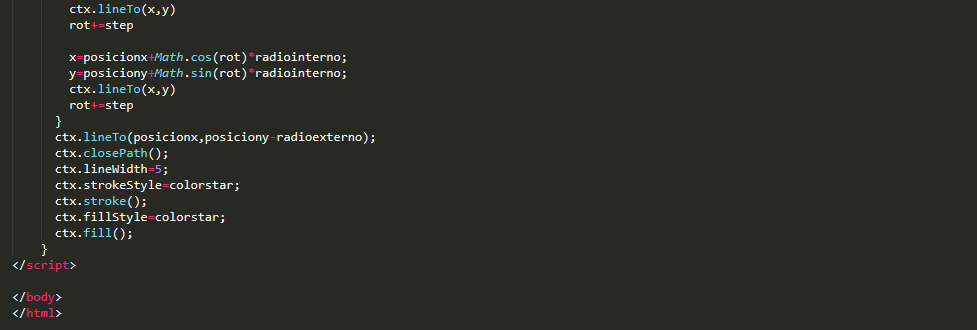 ctx.lineTo(x,y)
rot+=step
x=posicionx+Math.cos(rot)*radiointerno;
y=posiciony+Math.sin(rot)*radiointerno;
ctx.lineTo(x,y)
rot+=step
}
ctx.lineTo(posicionx,posiciony-radioexterno);
ctx.closePath();
ctx.lineWidth=5;
ctx.strokeStyle=colorstar;
ctx.stroke();
ctx.fillStyle=colorstar;
ctx.fill();
}
</script>
</body>
</html>